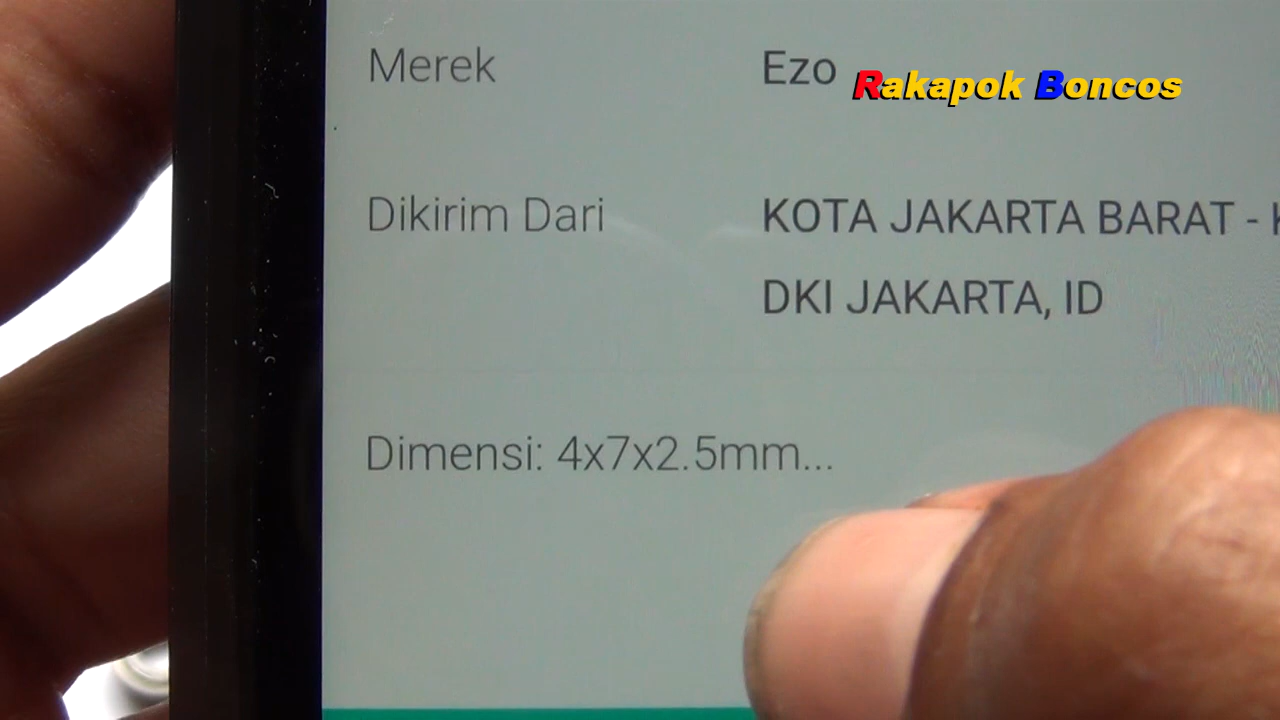 Merek Ezo
Rakapok Boncos
Dikirim Dari KOTA JAKARTA BARAT -
DKI JAKARTA, ID
Dimensi: 4x7x2.5mm...